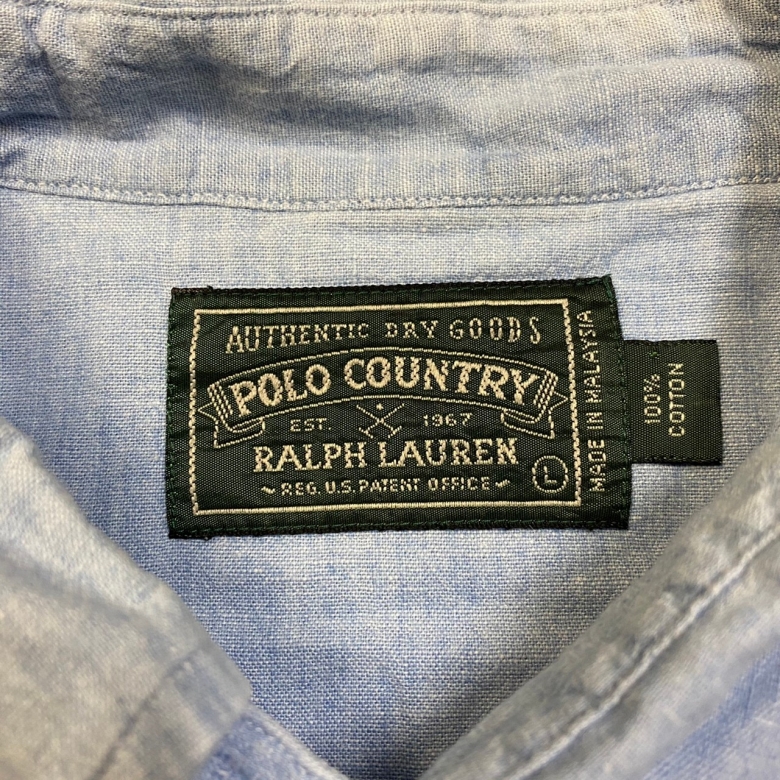 AUTHENTIC DRY GOODS
POLO COUNTRY
EST. 1967
RALPH LAUREN
~REG. U.S. PATENT OFFICE~
L
MADE IN MALAYSIA
100%
COTTON